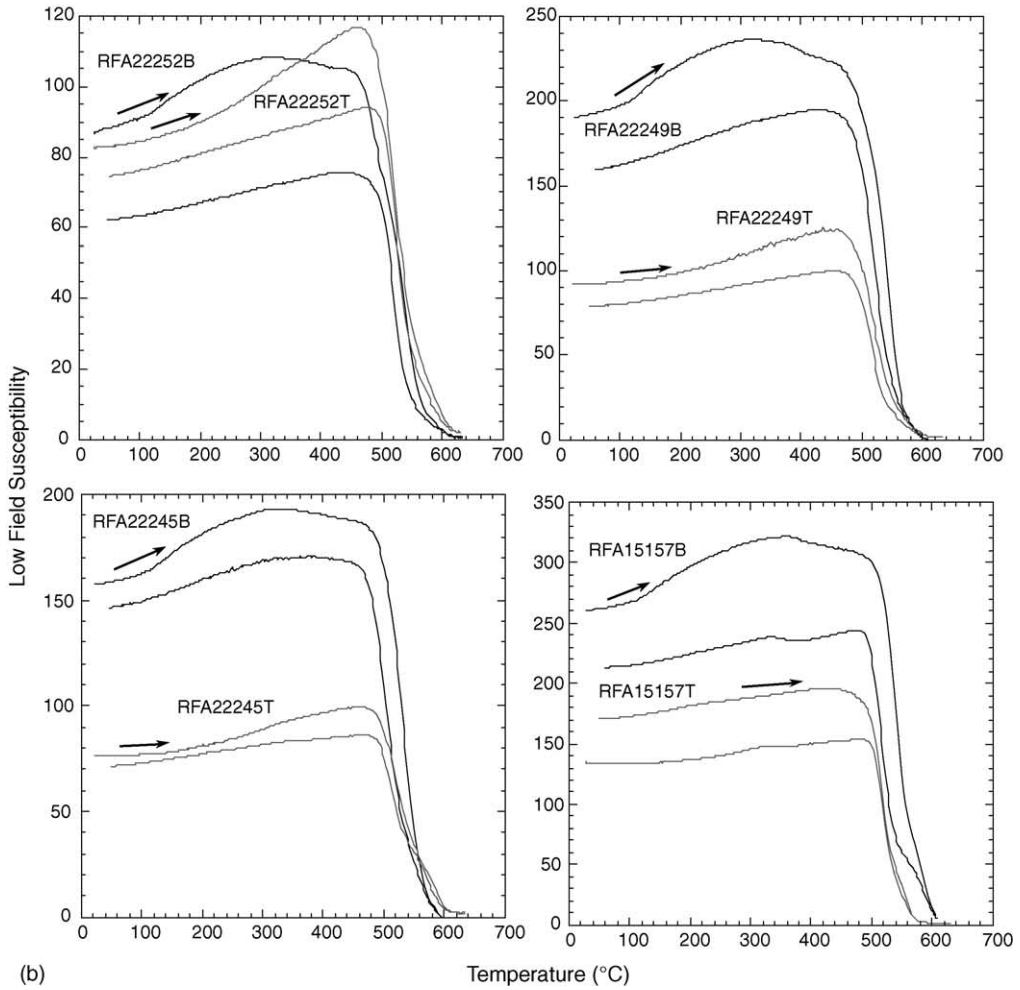 120
100
80
60
40
20
0
0 100 200 300 400 500 600 700
RFA22252B
RFA22252T
250
200
150
100
50
0
0 100 200 300 400 500 600 700
RFA22249B
RFA22249T
Low Field Susceptibility
200
150
100
50
0
0 100 200 300 400 500 600 700
RFA22245B
RFA22245T
350
300
250
200
150
100
50
0
0 100 200 300 400 500 600 700
RFA15157B
RFA15157T
(b)
Temperature (°C)